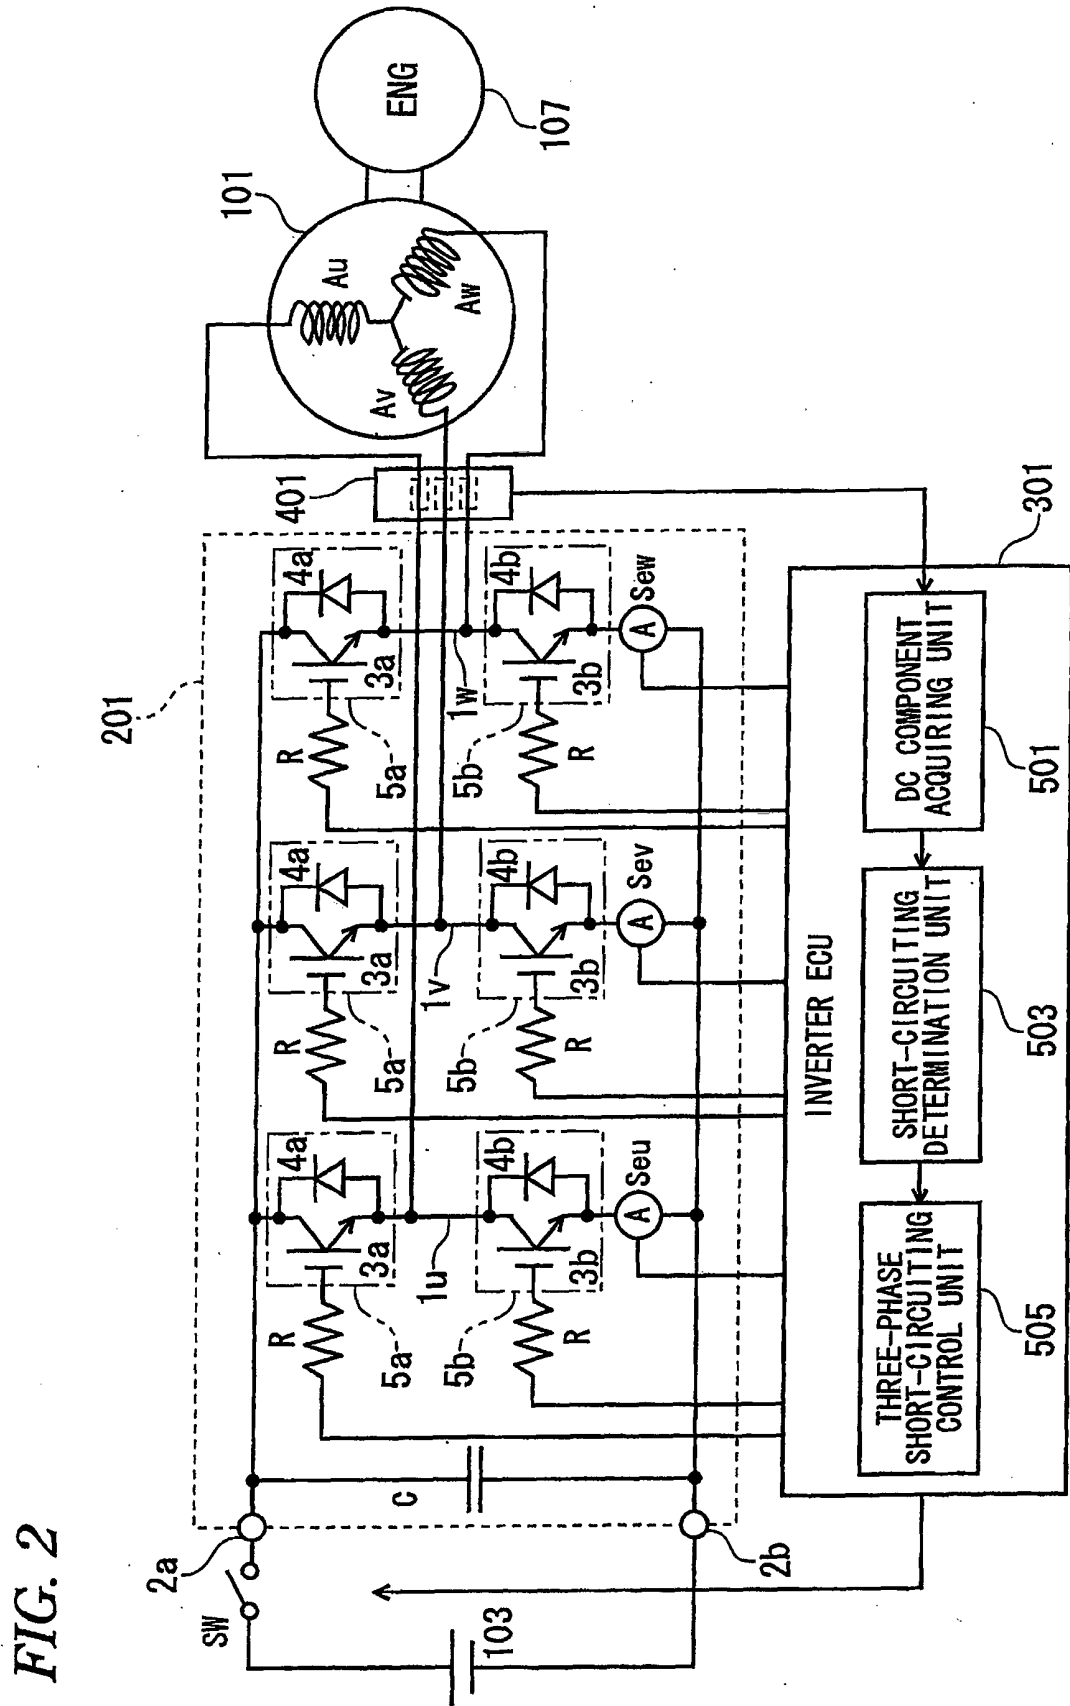 FIG. 2
ENG
107
101
Au
Av
Aw
401
201
4a
4a
4a
3a
3a
3a
R
R
R
5a
5a
5a
1u
1v
1w
5b
5b
5b
4b
4b
4b
3b
3b
3b
R
R
R
A
A
A
Seu
Sev
Sew
C
2a
2b
SW
103
INVERTER ECU
301
THREE-PHASE
SHORT-CIRCUITING
CONTROL UNIT
505
SHORT-CIRCUITING
DETERMINATION UNIT
503
DC COMPONENT
ACQUIRING UNIT
501